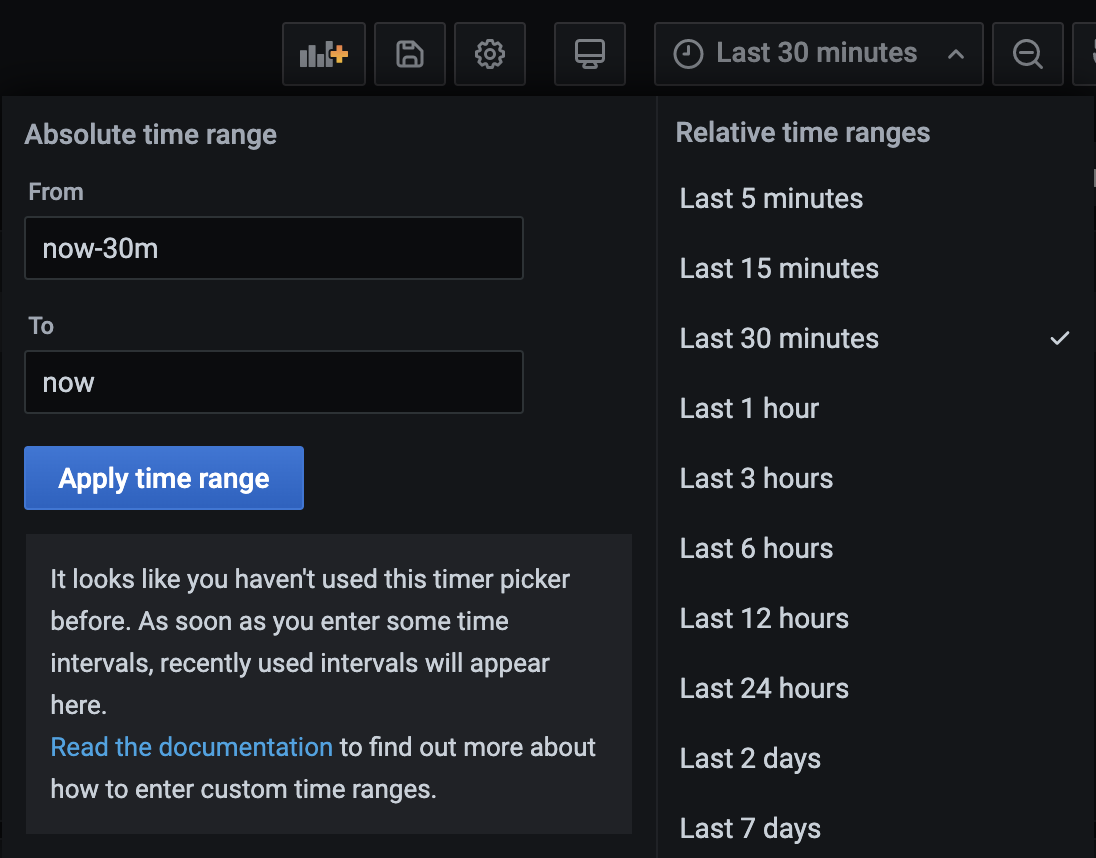 Last 30 minutes
Absolute time range
From
now-30m
To
now
Apply time range
It looks like you haven't used this timer picker
before. As soon as you enter some time
intervals, recently used intervals will appear
here.
Read the documentation to find out more about
how to enter custom time ranges.
Relative time ranges
Last 5 minutes
Last 15 minutes
Last 30 minutes
Last 1 hour
Last 3 hours
Last 6 hours
Last 12 hours
Last 24 hours
Last 2 days
Last 7 days